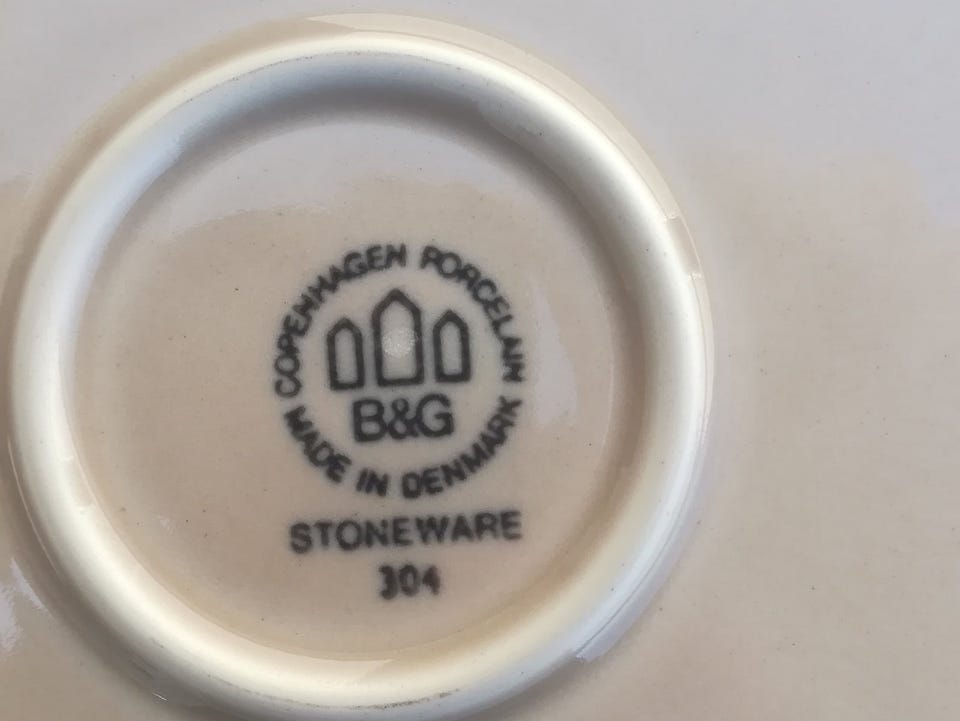 COPENHAGEN PORCELAIN
B&G
MADE IN DENMARK
STONEWARE
304